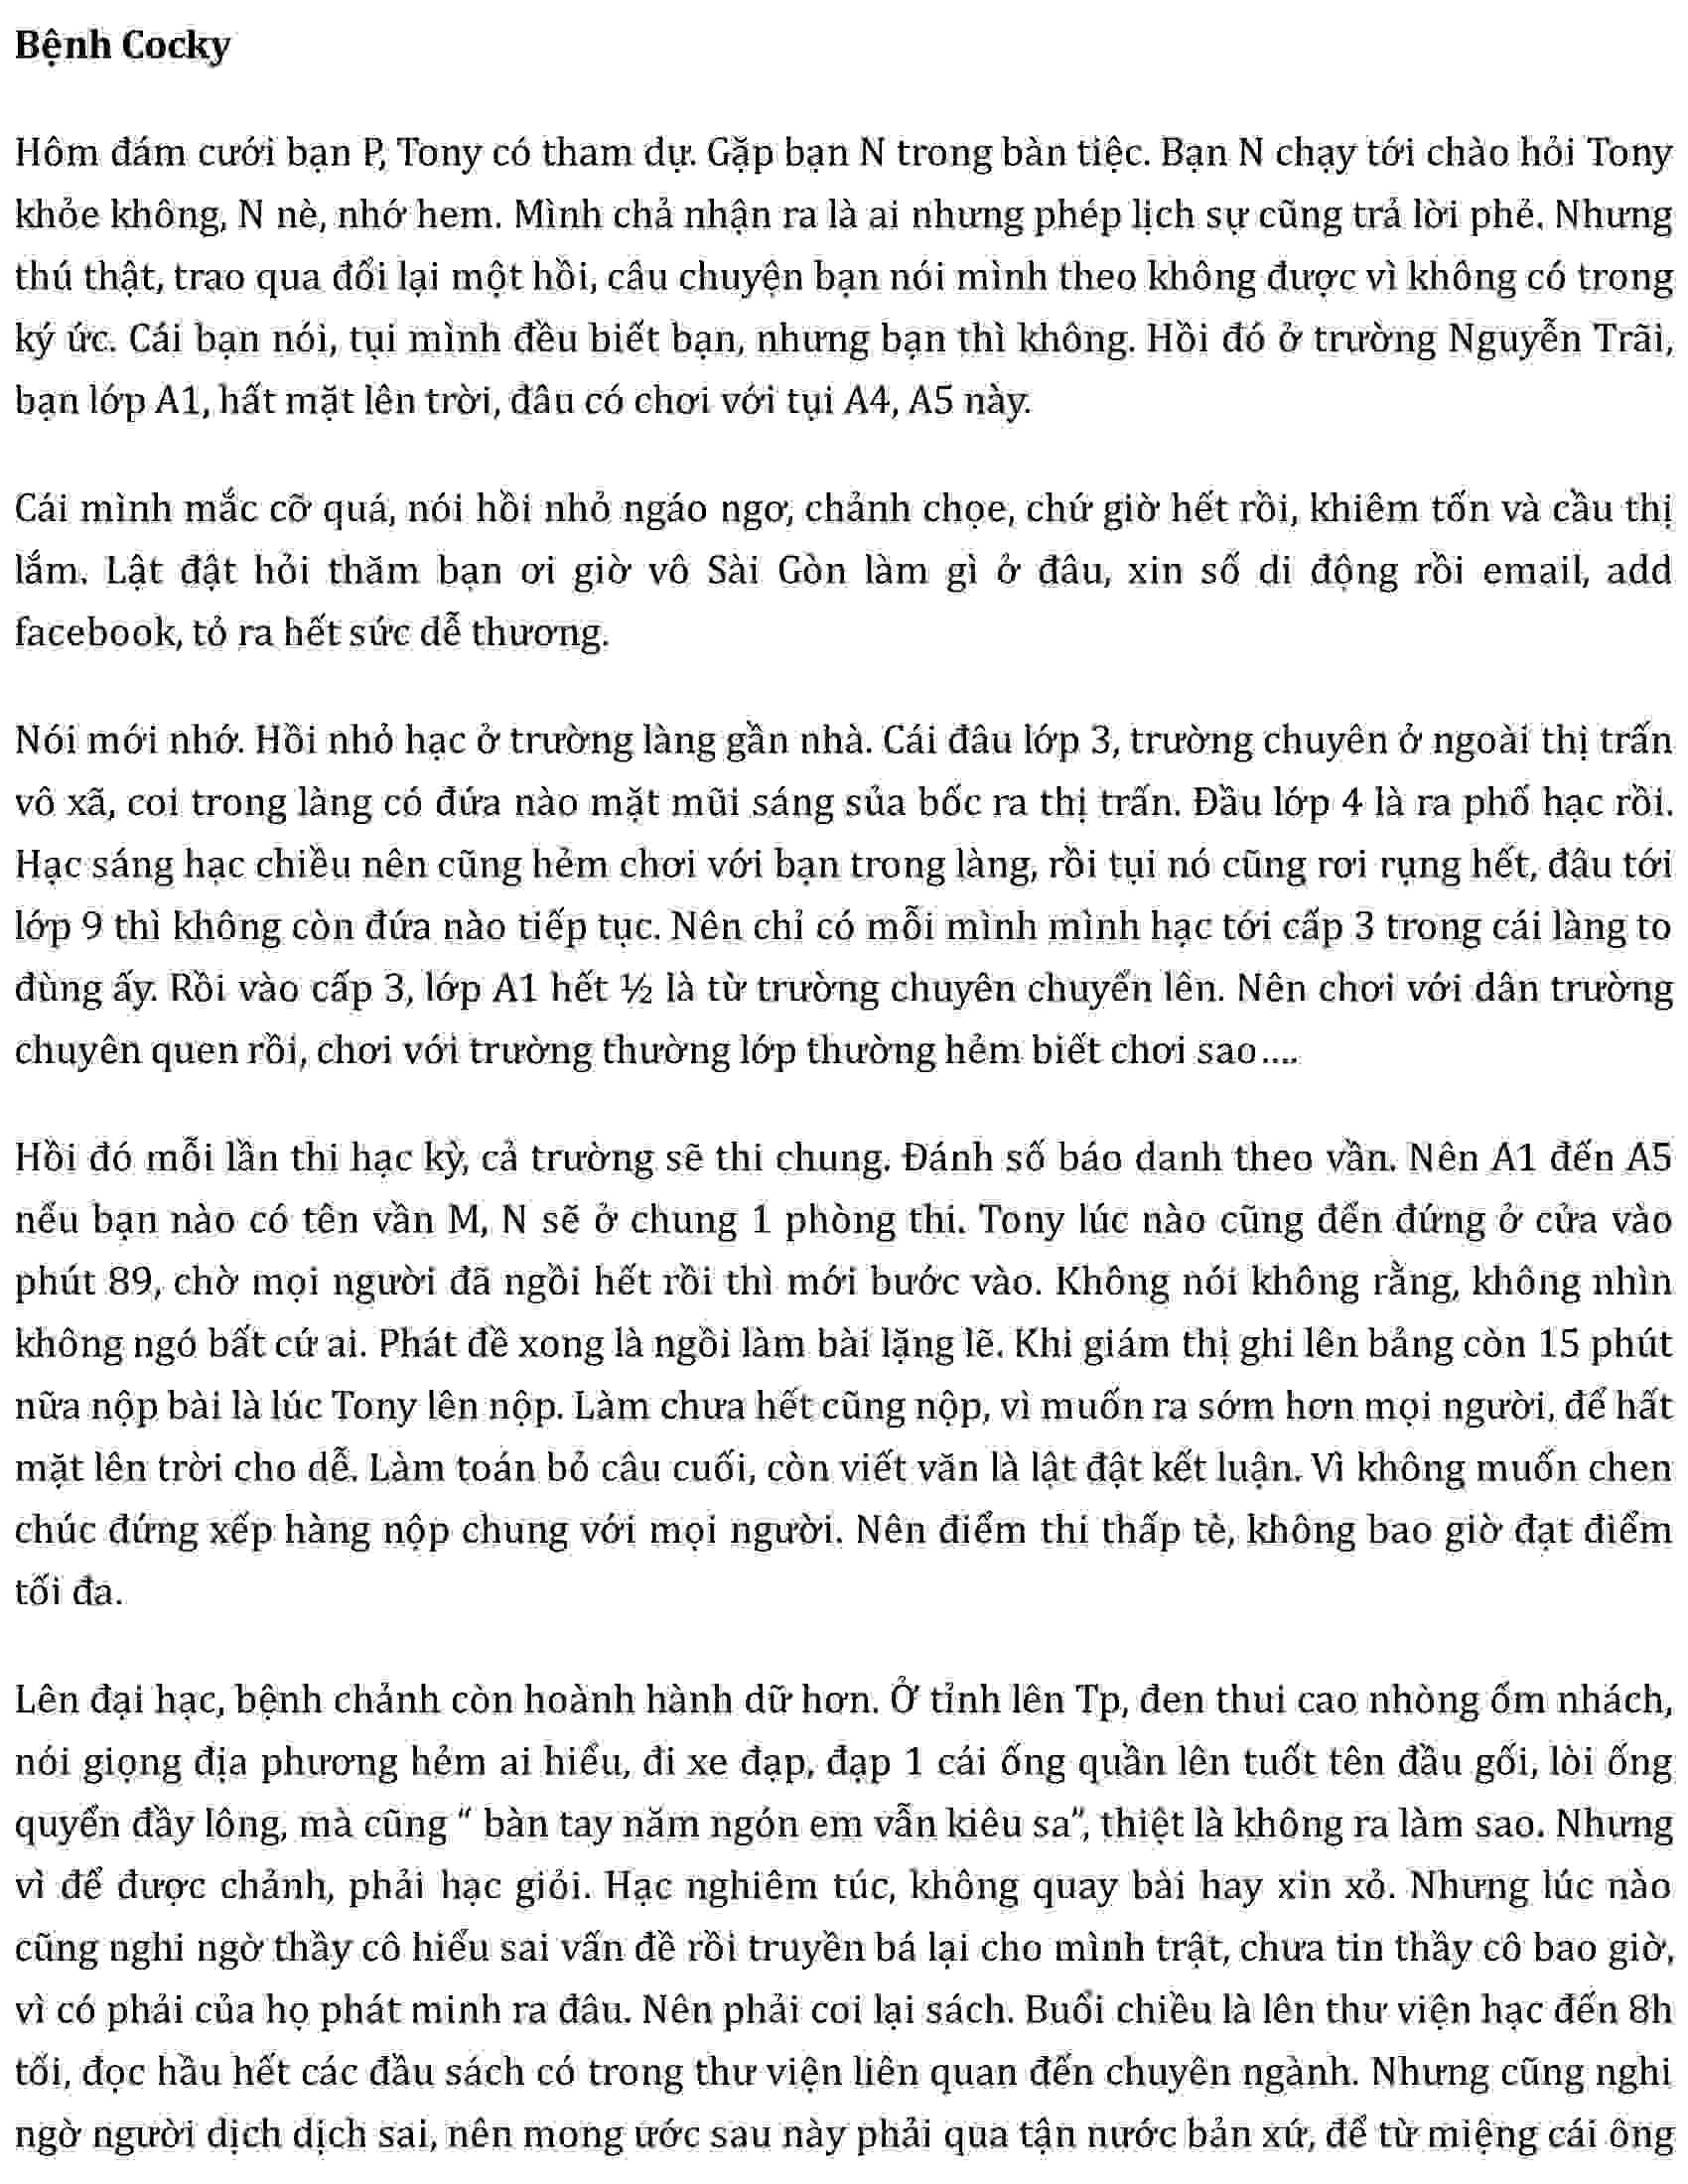 Bệnh Cocky
Hôm đám cưới bạn P, Tony có tham dự. Gặp bạn N trong bàn tiệc. Bạn N chạy tới chào hỏi Tony
khỏe không, N nè, nhớ hem. Mình chả nhận ra là ai nhưng phép lịch sự cũng trả lời phẻ. Nhưng
thú thật, trao qua đổi lại một hồi, câu chuyện bạn nói mình theo không được vì không có trong
ký ức. Cái bạn nói, tụi mình đều biết bạn, nhưng bạn thì không. Hồi đó ở trường Nguyễn Trãi,
bạn lớp A1, hất mặt lên trời, đâu có chơi với tụi A4, A5 này.
Cái mình mắc cỡ quá, nói hồi nhỏ ngáo ngơ, chảnh chọe, chứ giờ hết rồi, khiêm tốn và cầu thị
lắm. Lật đật hỏi thăm bạn ơi giờ vô Sài Gòn làm gì ở đâu, xin số di động rồi email, add
facebook, tỏ ra hết sức dễ thương.
Nói mới nhớ. Hồi nhỏ hạc ở trường làng gần nhà. Cái đâu lớp 3, trường chuyên ở ngoài thị trấn
vô xã, coi trong làng có đứa nào mặt mũi sáng sủa bốc ra thị trấn. Đầu lớp 4 là ra phố hạc rồi.
Hạc sáng hạc chiều nên cũng hẻm chơi với bạn trong làng, rồi tụi nó cũng rơi rụng hết, đâu tới
lớp 9 thì không còn đứa nào tiếp tục. Nên chỉ có mỗi mình mình hạc tới cấp 3 trong cái làng to
đùng ấy. Rồi vào cấp 3, lớp A1 hết ½ là từ trường chuyên chuyển lên. Nên chơi với dân trường
chuyên quen rồi, chơi với trường thường lớp thường hẻm biết chơi sao....
Hồi đó mỗi lần thi hạc kỳ, cả trường sẽ thi chung. Đánh số báo danh theo vần. Nên A1 đến A5
nếu bạn nào có tên vần M, N sẽ ở chung 1 phòng thi. Tony lúc nào cũng đến đứng ở cửa vào
phút 89, chờ mọi người đã ngồi hết rồi thì mới bước vào. Không nói không rằng, không nhìn
không ngó bất cứ ai. Phát đề xong là ngồi làm bài lặng lẽ. Khi giám thị ghi lên bảng còn 15 phút
nữa nộp bài là lúc Tony lên nộp. Làm chưa hết cũng nộp, vì muốn ra sớm hơn mọi người, để hất
mặt lên trời cho dễ. Làm toán bỏ câu cuối, còn viết văn là lật đật kết luận. Vì không muốn chen
chúc đứng xếp hàng nộp chung với mọi người. Nên điểm thi thấp tè, không bao giờ đạt điểm
tối đa.
Lên đại hạc, bệnh chảnh còn hoành hành dữ hơn. Ở tỉnh lên Tp, đen thui cao nhòng ốm nhách,
nói giọng địa phương hẻm ai hiểu, đi xe đạp, đạp 1 cái ống quần lên tuốt tên đầu gối, lòi ống
quyển đầy lông, mà cũng “ bàn tay năm ngón em vẫn kiêu sa”, thiệt là không ra làm sao. Nhưng
vì để được chảnh, phải hạc giỏi. Hạc nghiêm túc, không quay bài hay xin xỏ. Nhưng lúc nào
cũng nghi ngờ thầy cô hiểu sai vấn đề rồi truyền bá lại cho mình trật, chưa tin thầy cô bao giờ,
vì có phải của họ phát minh ra đâu. Nên phải coi lại sách. Buổi chiều là lên thư viện hạc đến 8h
tối, đọc hầu hết các đầu sách có trong thư viện liên quan đến chuyên ngành. Nhưng cũng nghi
ngờ người dịch dịch sai, nên mong ước sau này phải qua tận nước bản xứ, để từ miệng cái ông